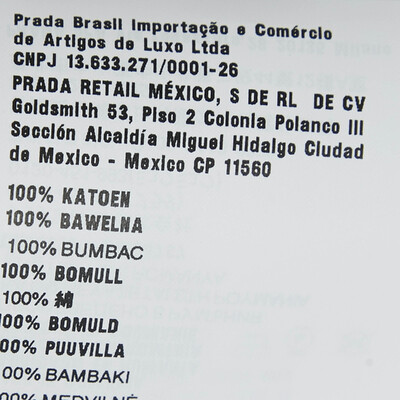 Prada Brasil Importação e Comércio
de Artigos de Luxo Ltda
CNPJ 13.633.271/0001-26
PRADA RETAIL MÉXICO, S DE RL DE CV
Goldsmith 53, Piso 2 Colonia Polanco III
Sección Alcaldía Miguel Hidalgo Ciudad
de Mexico - Mexico CP 11560
100% KATOEN
100% BAWELNA
100% BUMBAC
100% BOMULL
100% 綿
100% BOMULD
100% PUUVILLA
100% BAMBAKI
100% MEDVILNĖ